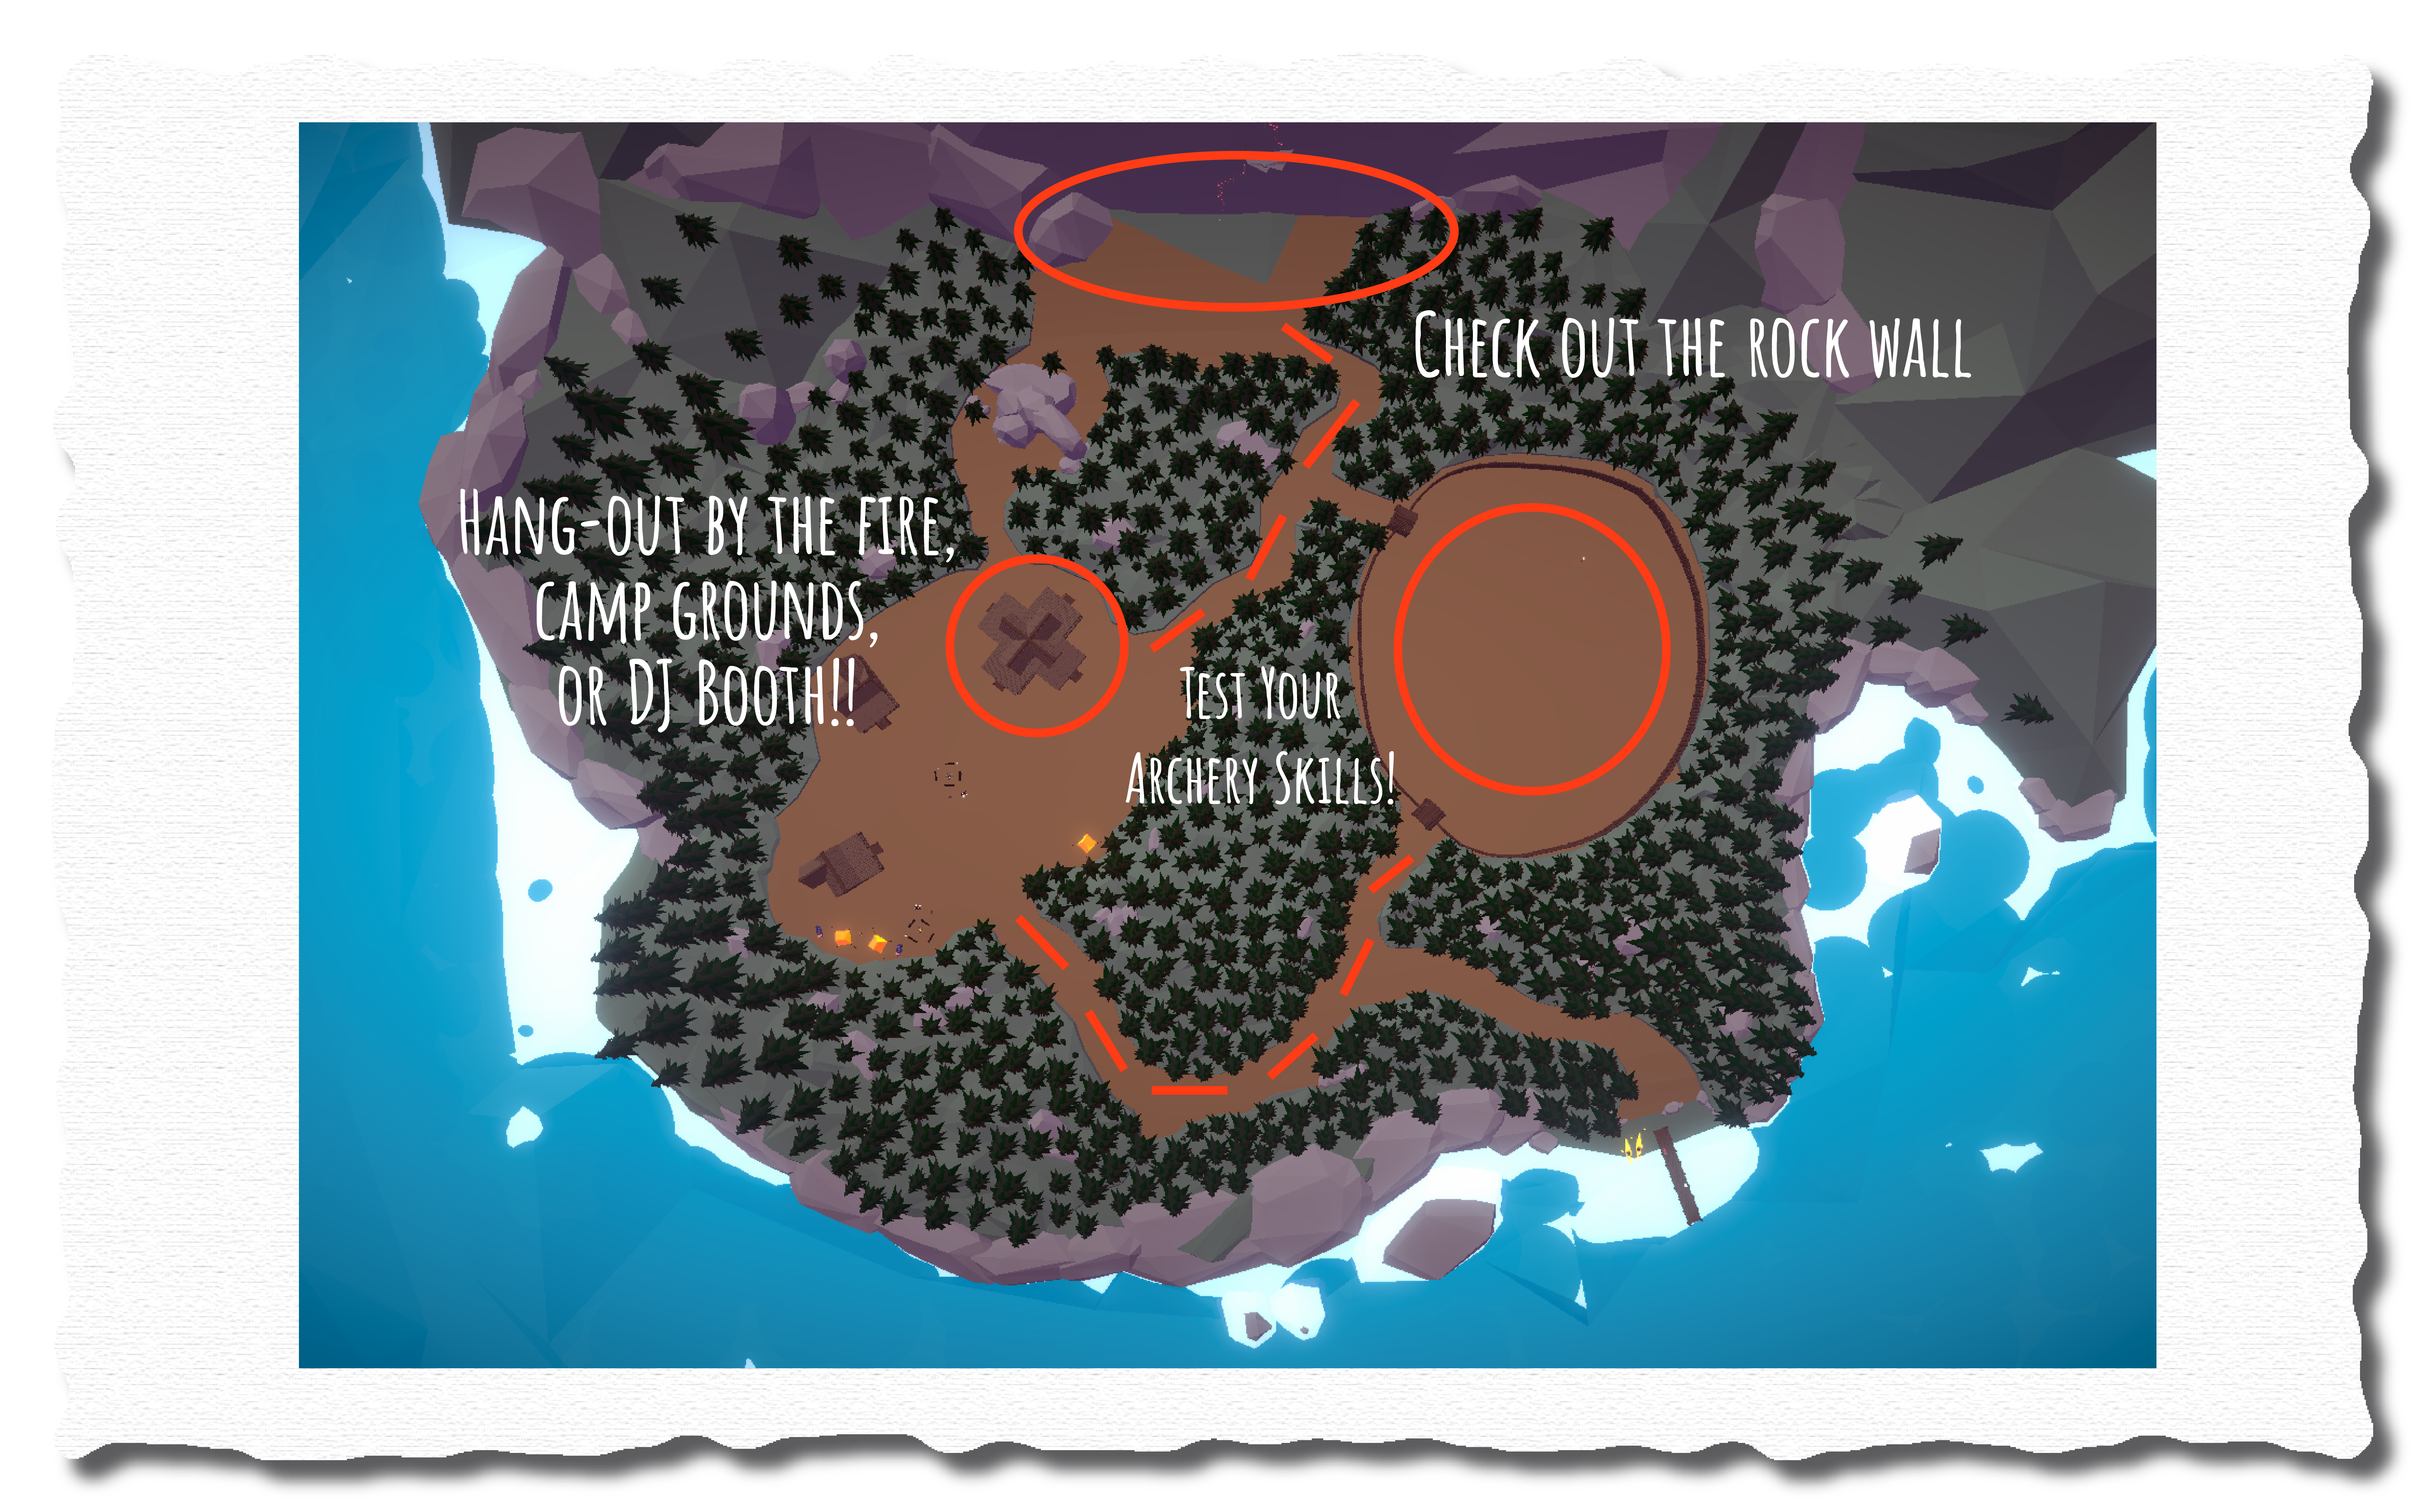 Check out the rock wall
Hang-out by the fire,
camp grounds,
or DJ Booth!!
Test Your
Archery Skills!